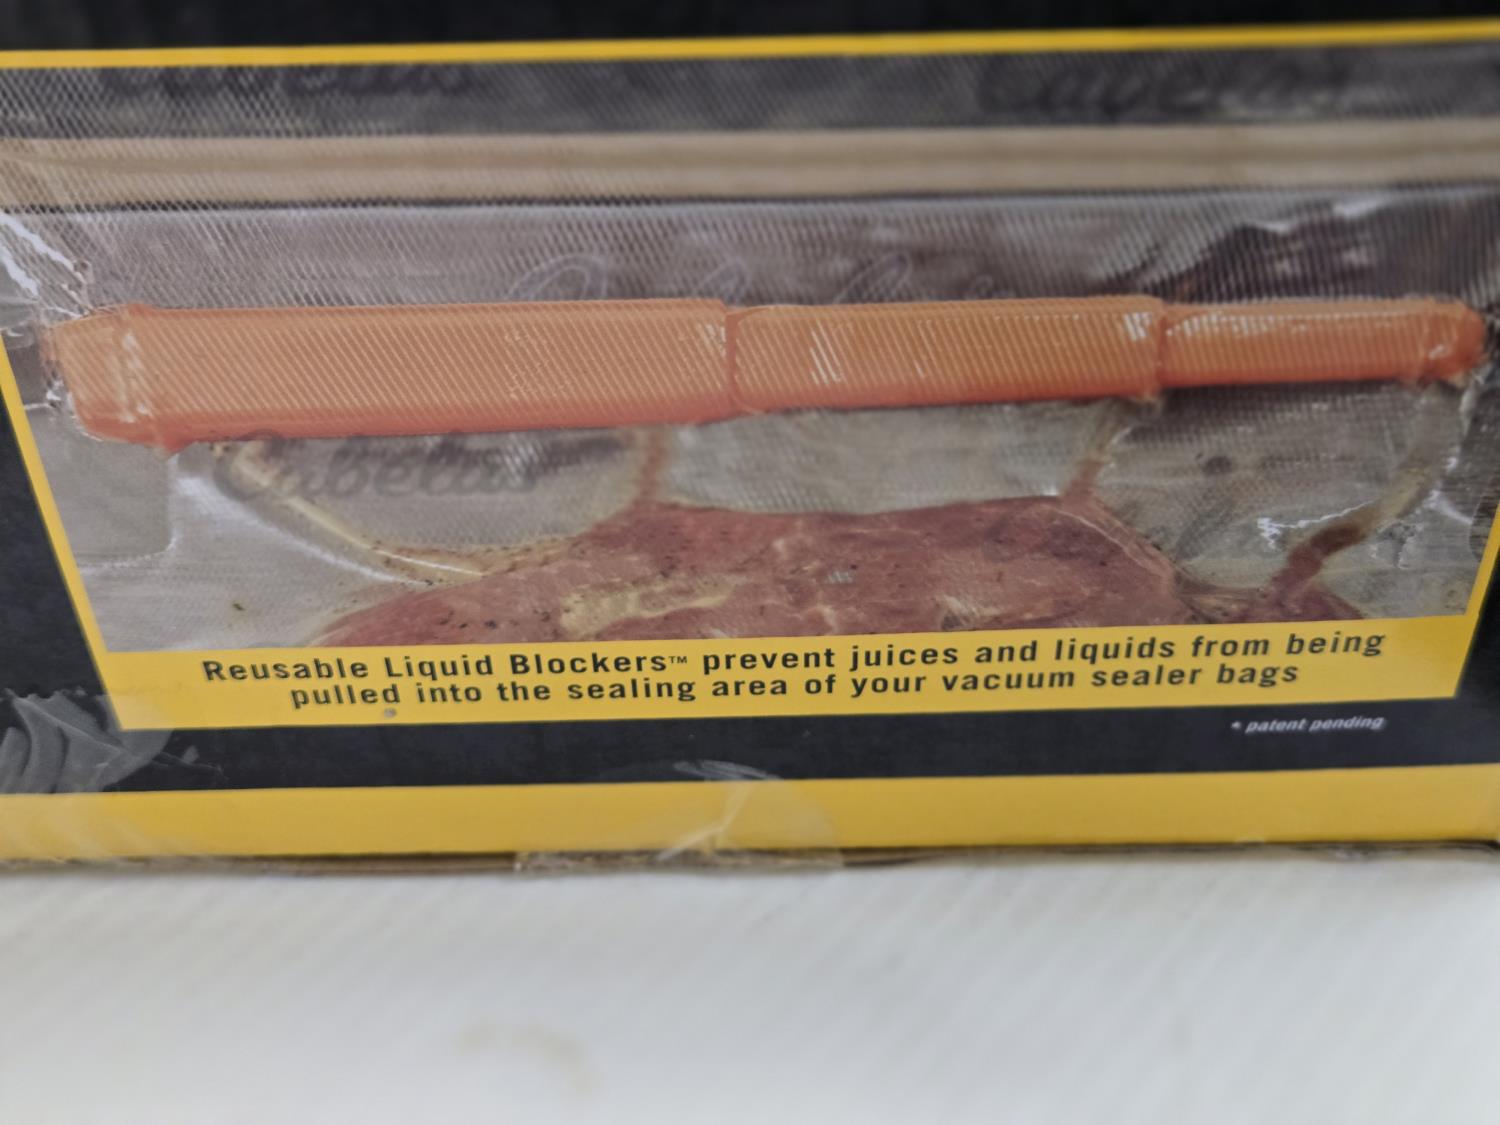 Cabela's
Reusable Liquid Blockers™ prevent juices and liquids from being
pulled into the sealing area of your vacuum sealer bags
* patent pending